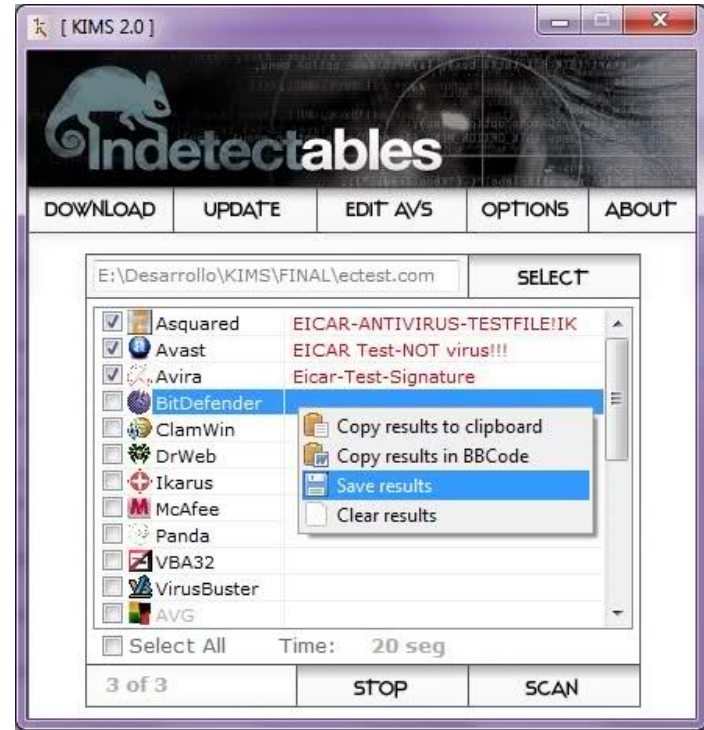 [ KIMS 2.0 ]
Indetectables
DOWNLOAD UPDATE EDIT AVS OPTIONS ABOUT
E:\Desarrollo\KIMS\FINAL\ectest.com SELECT
Asquared EICAR-ANTIVIRUS-TESTFILE!IK
Avast EICAR Test-NOT virus!!!
Avira Eicar-Test-Signature
BitDefender
ClamWin
DrWeb
Ikarus
McAfee
Panda
VBA32
VirusBuster
AVG
Copy results to clipboard
Copy results in BBCode
Save results
Clear results
Select All Time: 20 seg
3 of 3 STOP SCAN